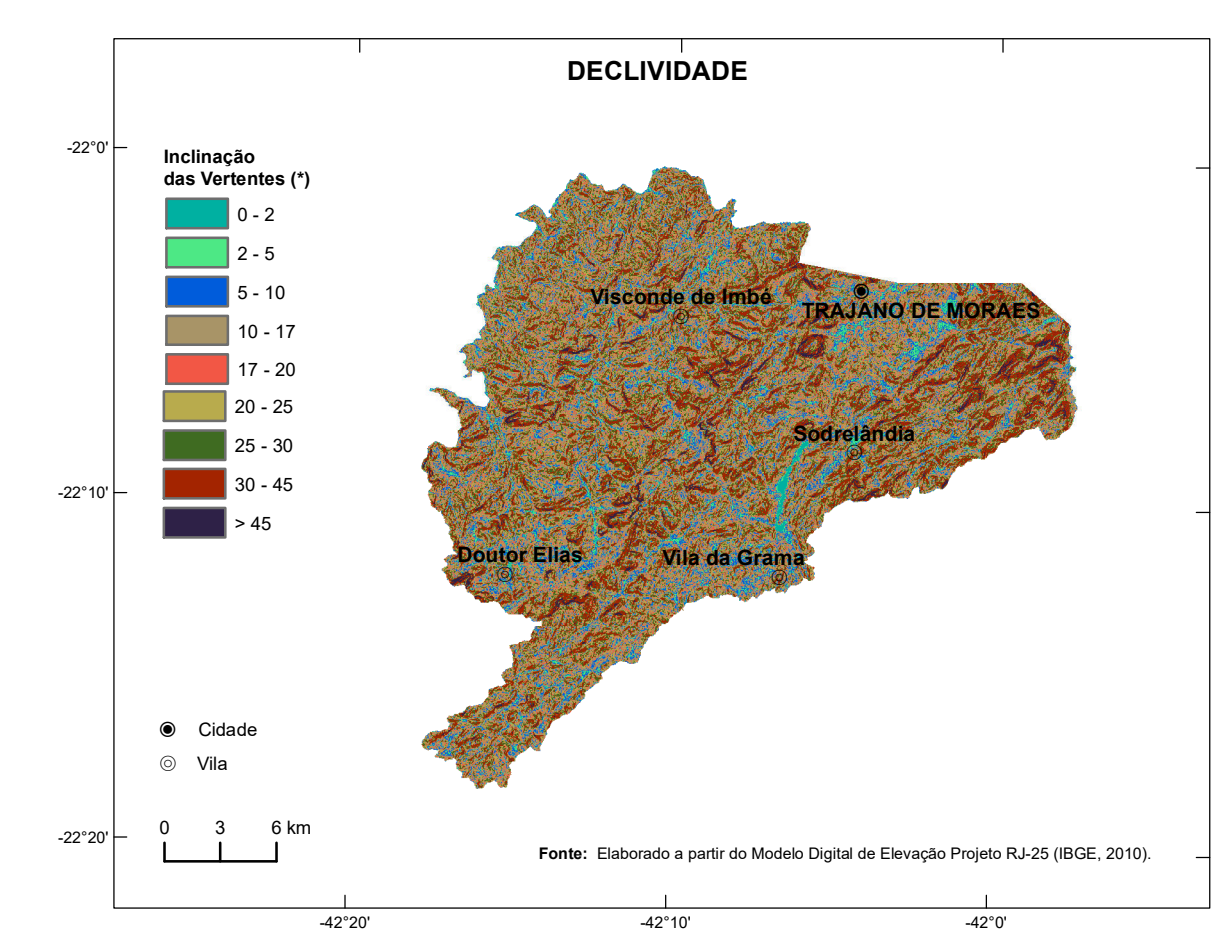 DECLIVIDADE
-22°0'
Inclinação
das Vertentes (*)
0 - 2
2 - 5
5 - 10
10 - 17
17 - 20
20 - 25
25 - 30
30 - 45
> 45
Visconde de Imbé
TRAJANO DE MORAES
Sodrelândia
-22°10'
Doutor Elias
Vila da Grama
Cidade
Vila
0 3 6 km
-22°20'
Fonte: Elaborado a partir do Modelo Digital de Elevação Projeto RJ-25 (IBGE, 2010).
-42°20'
-42°10'
-42°0'